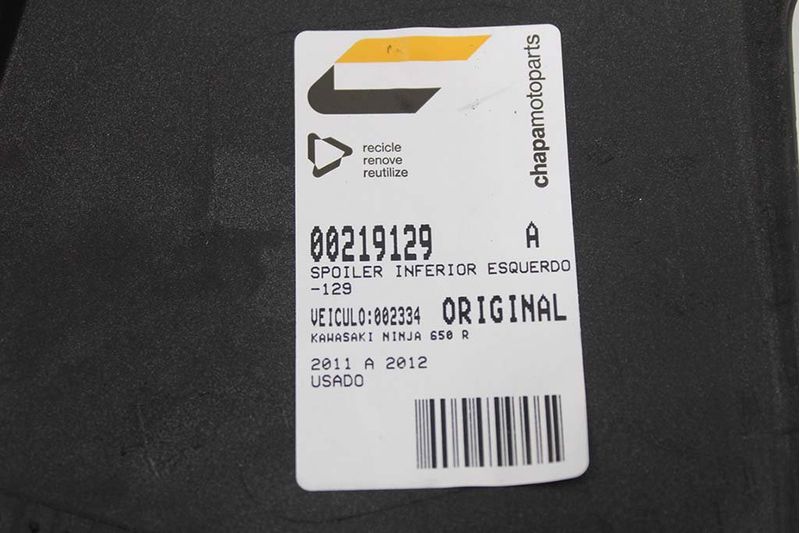 chapamotoparts
recicle
renove
reutilize
00219129 A
SPOILER INFERIOR ESQUERDO
-129
VEICULO:002334 ORIGINAL
KAWASAKI NINJA 650 R
2011 A 2012
USADO